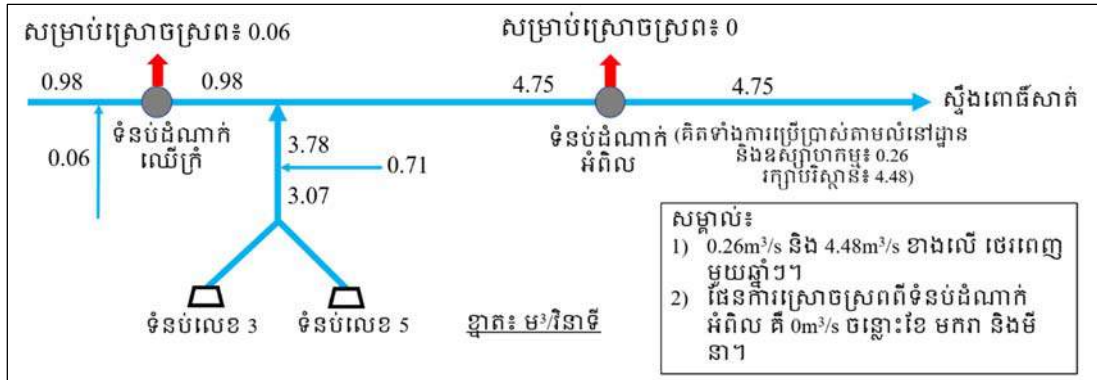 សម្រាប់ស្រោចស្រព៖ 0.06
សម្រាប់ស្រោចស្រព៖ 0
0.98
0.98
4.75
4.75
ស្ទឹងពោធិ៍សាត់
ទំនប់ដំណាក់
ឈើក្រំ
0.06
3.78
0.71
3.07
ទំនប់ដំណាក់
អំពិល
(គិតទាំងការប្រើប្រាស់តាមលំនៅដ្ឋាន
និងឧស្សាហកម្ម៖ 0.26
រក្សាបរិស្ថាន៖ 4.48)
ទំនប់លេខ 3
ទំនប់លេខ 5
ខ្នាត៖ ម³/វិនាទី
សម្គាល់៖
1) 0.26m³/s និង 4.48m³/s ខាងលើ ថេរពេញ
មួយឆ្នាំៗ។
2) ផែនការស្រោចស្រពពីទំនប់ដំណាក់
អំពិល គឺ 0m³/s ចន្លោះខែ មករា និងមី
នា។